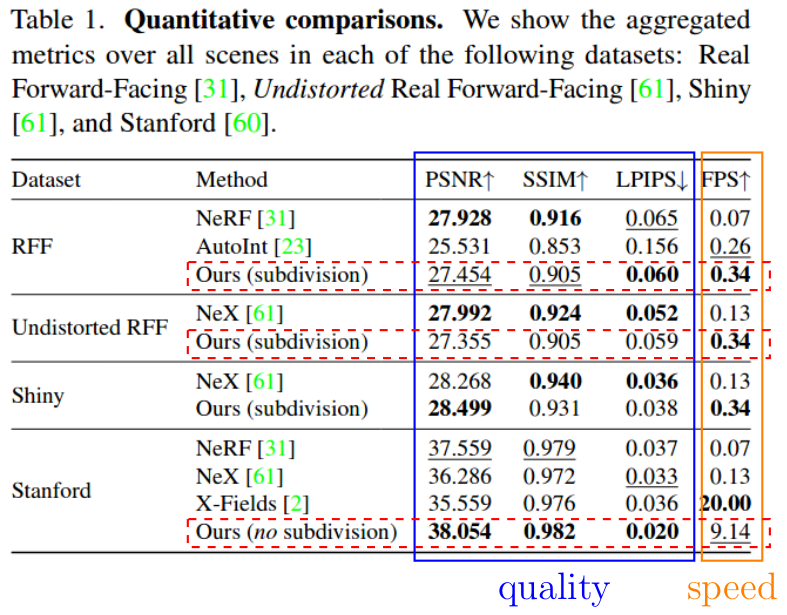 Table 1. Quantitative comparisons. We show the aggregated
metrics over all scenes in each of the following datasets: Real
Forward-Facing [31], Undistorted Real Forward-Facing [61], Shiny
[61], and Stanford [60].
Dataset Method PSNR↑ SSIM↑ LPIPS↓ FPS↑
NeRF [31] 27.928 0.916 0.065 0.07
RFF AutoInt [23] 25.531 0.853 0.156 0.26
Ours (subdivision) 27.454 0.905 0.060 0.34
NeX [61] 27.992 0.924 0.052 0.13
Undistorted RFF
Ours (subdivision) 27.355 0.905 0.059 0.34
NeX [61] 28.268 0.940 0.036 0.13
Shiny
Ours (subdivision) 28.499 0.931 0.038 0.34
NeRF [31] 37.559 0.979 0.037 0.07
NeX [61] 36.286 0.972 0.033 0.13
Stanford
X-Fields [2] 35.559 0.976 0.036 20.00
Ours (no subdivision) 38.054 0.982 0.020 9.14
quality speed